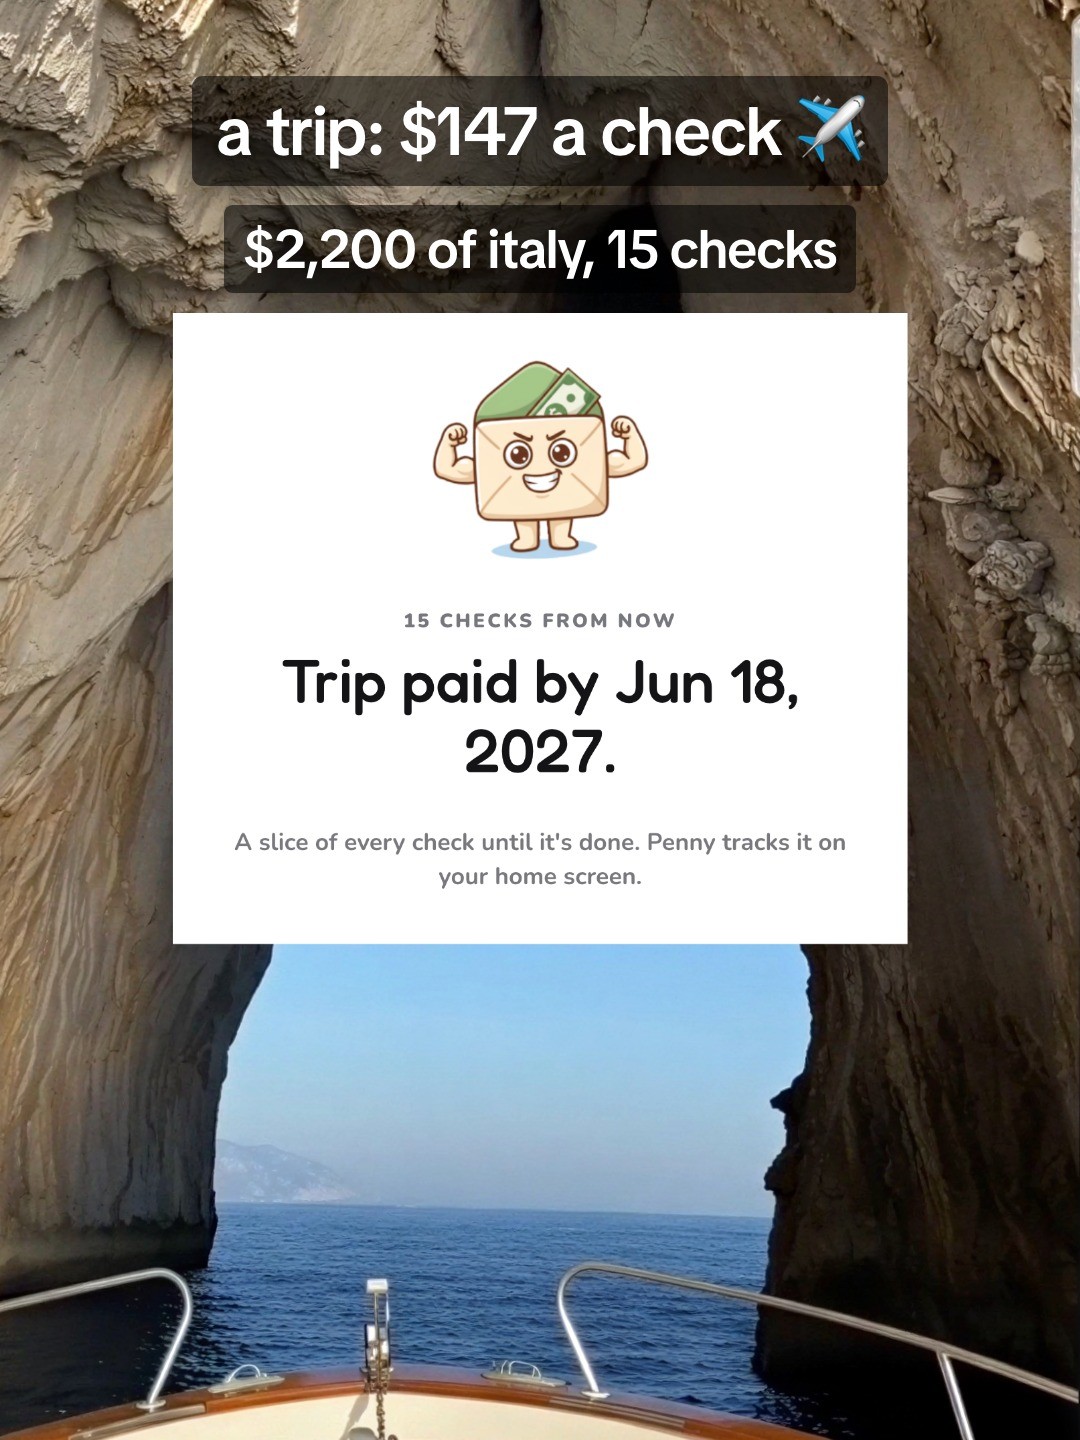 a trip: $147 a check ✈️
$2,200 of italy, 15 checks
15 CHECKS FROM NOW
Trip paid by Jun 18,
2027.
A slice of every check until it's done. Penny tracks it on
your home screen.